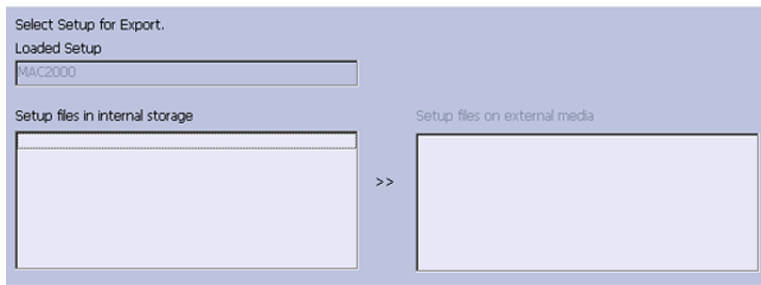 Select Setup for Export.
Loaded Setup
MAC2000
Setup files in internal storage
Setup files on external media
>>